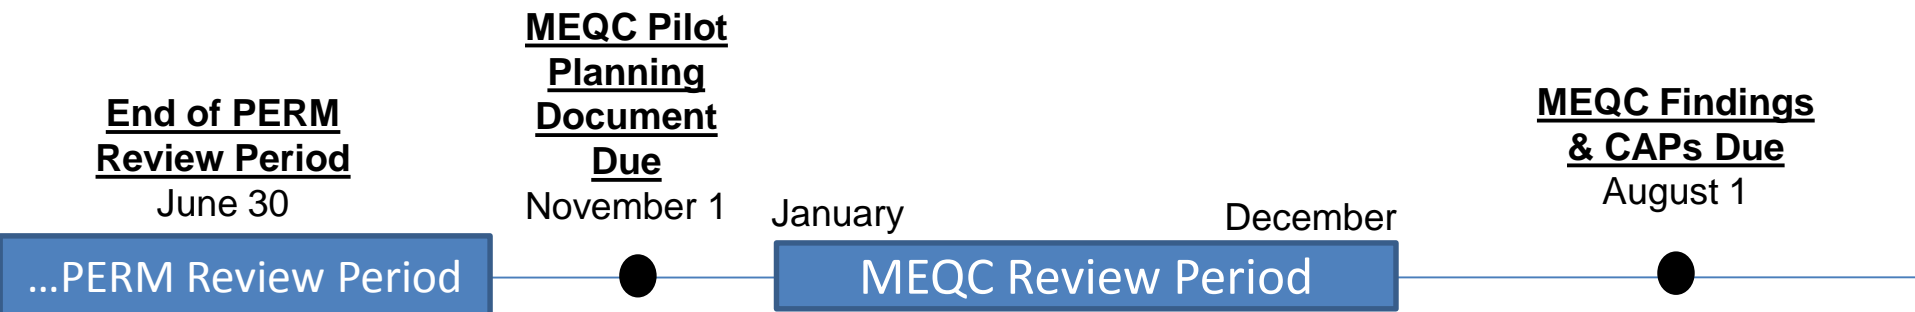 End of PERM
Review Period
June 30
MEQC Pilot
Planning
Document
Due
November 1
January
December
MEQC Findings
& CAPs Due
August 1
...PERM Review Period
MEQC Review Period